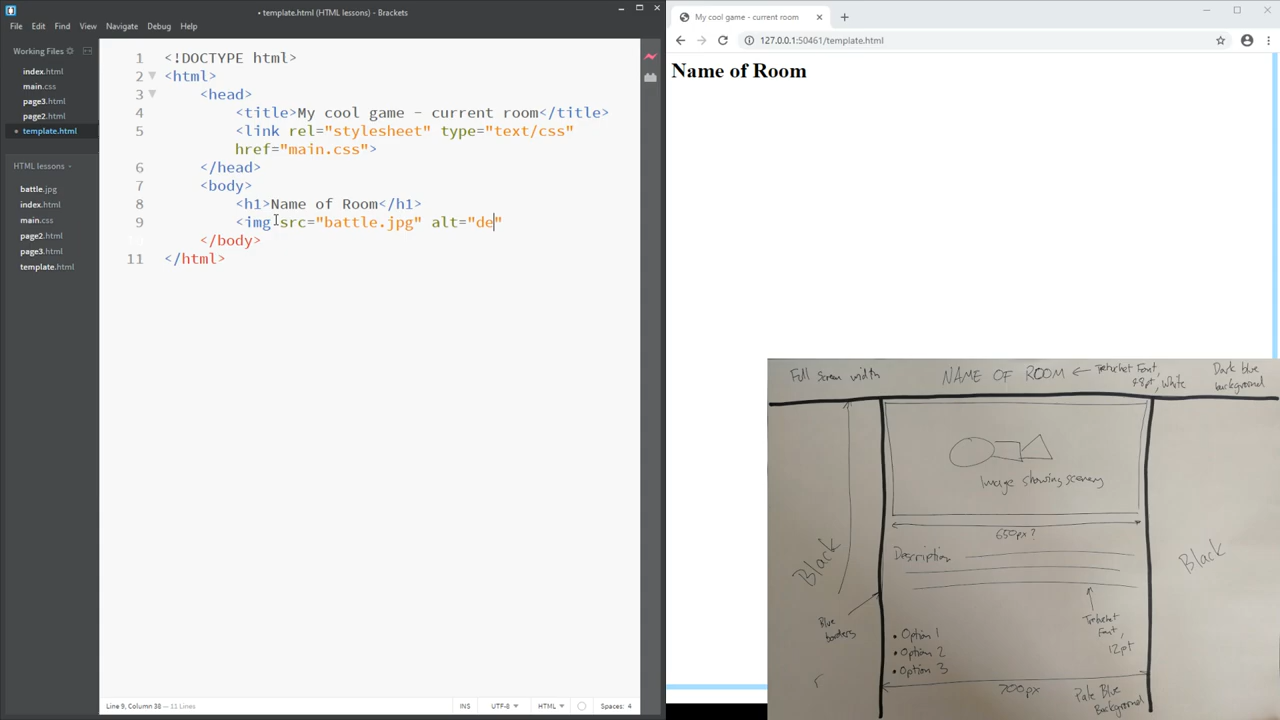 • template.html (HTML lessons) - Brackets
File Edit Find View Navigate Debug Help
Working Files
index.html
main.css
page3.html
page2.html
• template.html
HTML lessons
battle.jpg
index.html
main.css
page2.html
page3.html
template.html
1 <!DOCTYPE html>
2 <html>
3 <head>
4 <title>My cool game - current room</title>
5 <link rel="stylesheet" type="text/css"
href="main.css">
6 </head>
7 <body>
8 <h1>Name of Room</h1>
9 <img src="battle.jpg" alt="de"
</body>
11 </html>
Line 9, Column 38 — 11 Lines
INS UTF-8 HTML Spaces: 4
My cool game - current room
127.0.0.1:50461/template.html
Name of Room
Full screen width
NAME OF ROOM
Trebuchet Font,
48pt, White
Dark blue
background
Image showing scenery
650px?
Black
Black
Description
Blue
borders
Trebuchet
Font,
12pt
• Option 1
• Option 2
• Option 3
700px
Pale Blue
Background